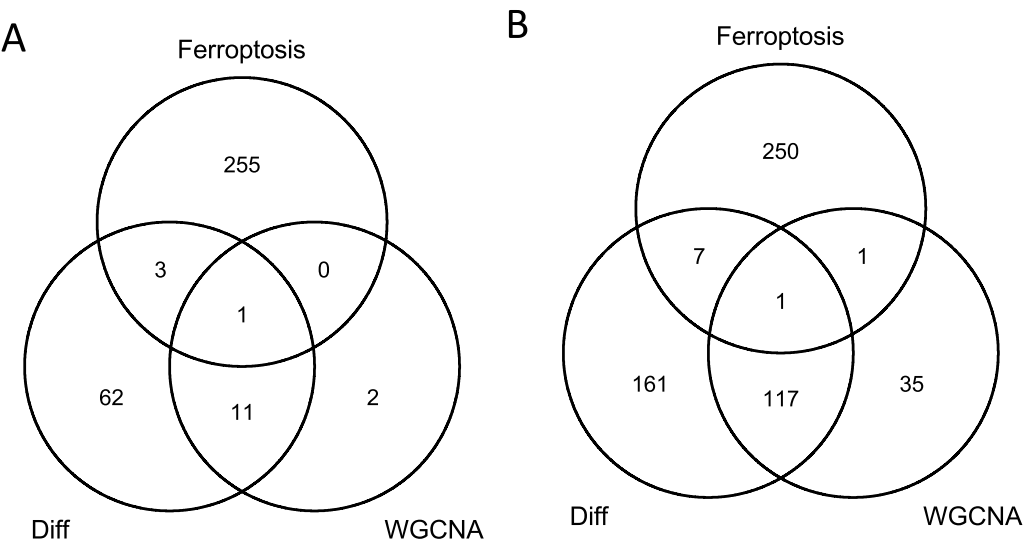 A
Ferroptosis
255
3
0
1
62
11
2
Diff
WGCNA
B
Ferroptosis
250
7
1
1
161
117
35
Diff
WGCNA